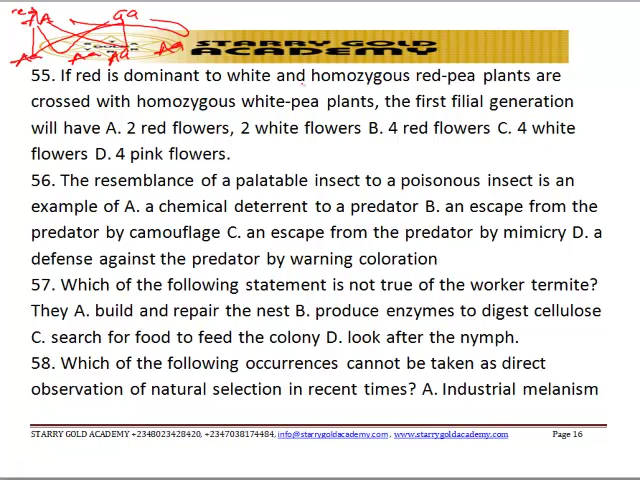 red AA aa
Aa Aa Aa Aa
STARRY GOLD
ACADEMY
55. If red is dominant to white and homozygous red-pea plants are
crossed with homozygous white-pea plants, the first filial generation
will have A. 2 red flowers, 2 white flowers B. 4 red flowers C. 4 white
flowers D. 4 pink flowers.
56. The resemblance of a palatable insect to a poisonous insect is an
example of A. a chemical deterrent to a predator B. an escape from the
predator by camouflage C. an escape from the predator by mimicry D. a
defense against the predator by warning coloration
57. Which of the following statement is not true of the worker termite?
They A. build and repair the nest B. produce enzymes to digest cellulose
C. search for food to feed the colony D. look after the nymph.
58. Which of the following occurrences cannot be taken as direct
observation of natural selection in recent times? A. Industrial melanism
STARRY GOLD ACADEMY +2348023428420, +2347038174484, info@starrygoldacademy.com , www.starrygoldacademy.com Page 16